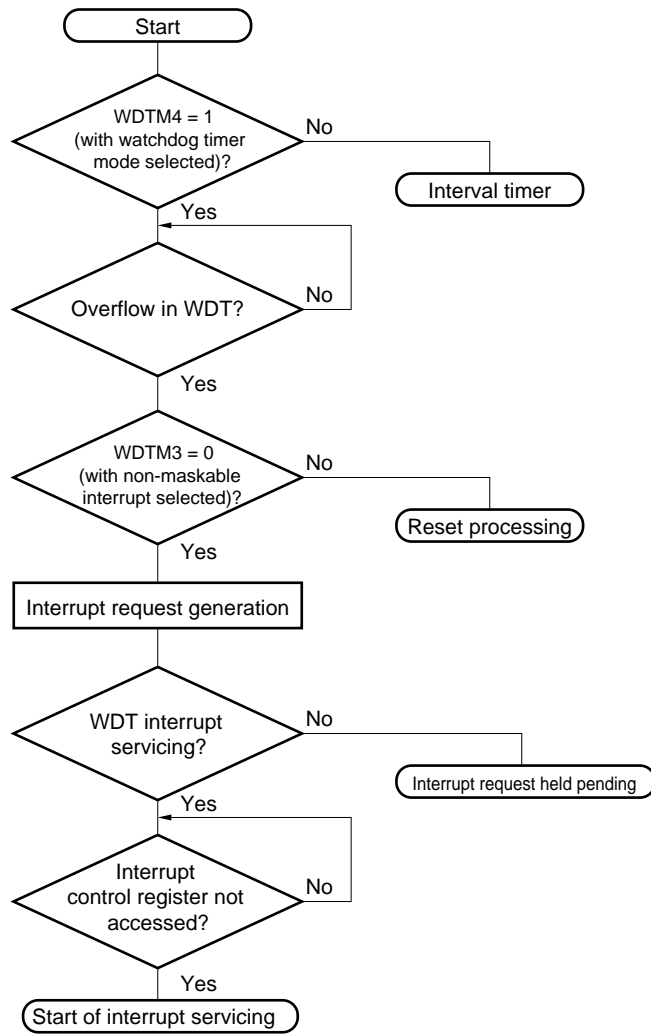 Start
WDTM4 = 1
(with watchdog timer
mode selected)?
No
Interval timer
Yes
Overflow in WDT?
No
Yes
WDTM3 = 0
(with non-maskable
interrupt selected)?
No
Reset processing
Yes
Interrupt request generation
WDT interrupt
servicing?
No
Interrupt request held pending
Yes
Interrupt
control register not
accessed?
No
Yes
Start of interrupt servicing